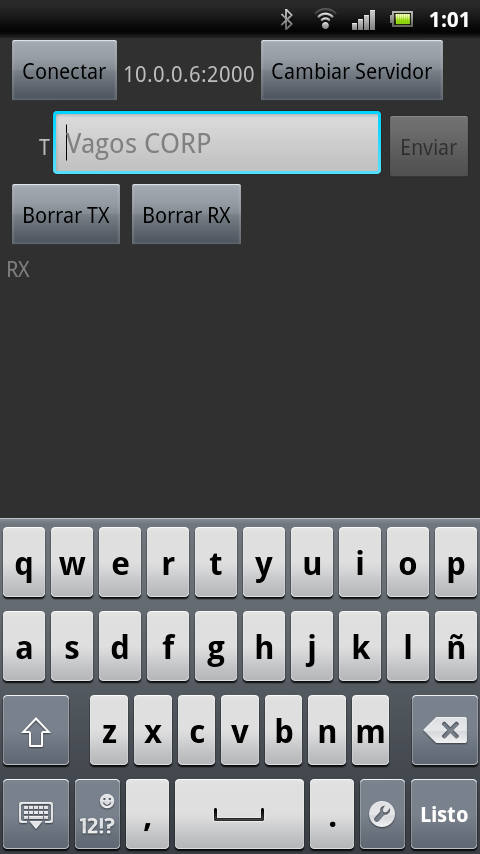 1:01
Conectar 10.0.0.6:2000 Cambiar Servidor
T Vagos CORP Enviar
Borrar TX Borrar RX
RX
q w e r t y u i o p
a s d f g h j k l ñ
z x c v b n m
12!? , . Listo